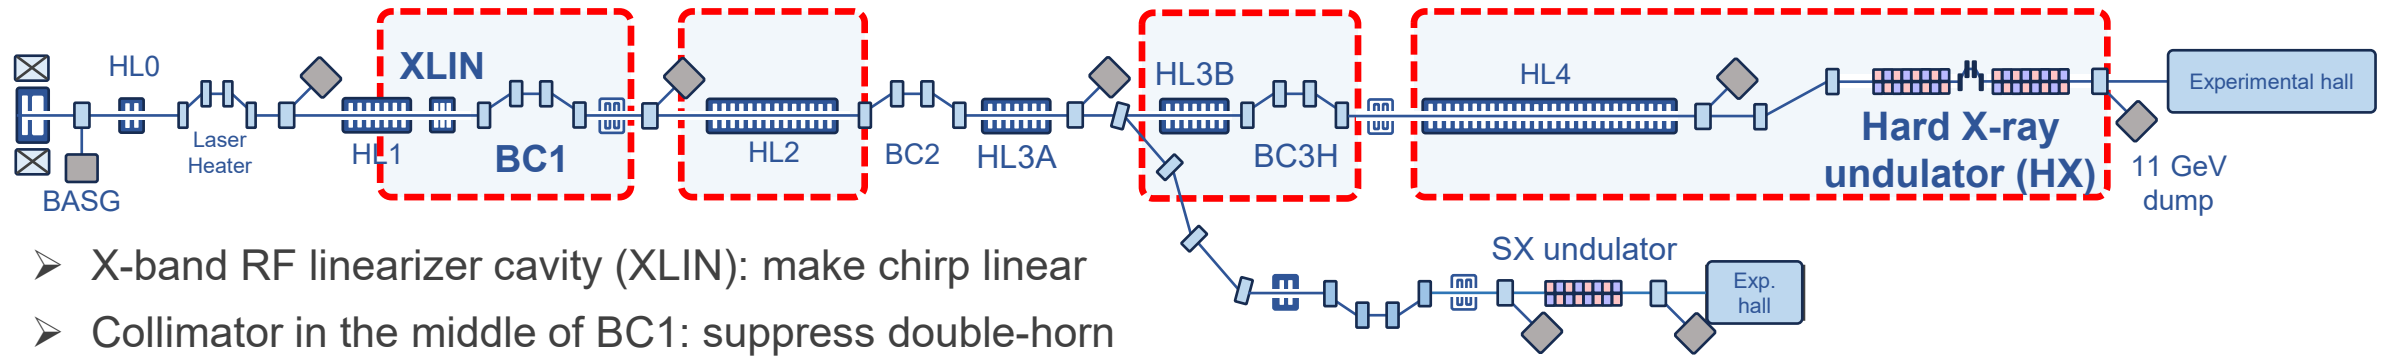 HL0
BASG
Laser
Heater
HL1
XLIN
BC1
HL2
BC2
HL3A
HL3B
BC3H
HL4
Hard X-ray
undulator (HX)
Experimental hall
11 GeV
dump
SX undulator
Exp.
hall
➢ X-band RF linearizer cavity (XLIN): make chirp linear
➢ Collimator in the middle of BC1: suppress double-horn